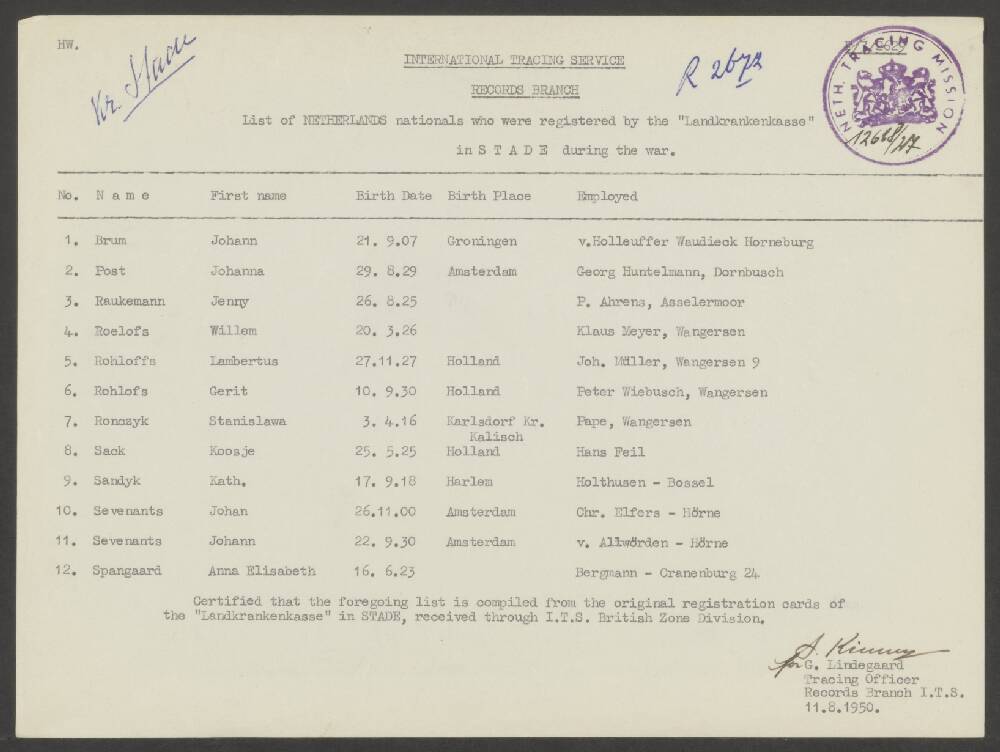 HW.
Kr. Stade
INTERNATIONAL TRACING SERVICE
RECORDS BRANCH
R 2672
NETH. TRACING MISSION
List of NETHERLANDS nationals who were registered by the "Landkrankenkasse"
in S T A D E during the war.
No. N a m e First name Birth Date Birth Place Employed
1. Brum Johann 21. 9.07 Groningen v.Holleuffer Waudieck Horneburg
2. Post Johanna 29. 8.29 Amsterdam Georg Huntelmann, Dornbusch
3. Raukemann Jenny 26. 8.25 P. Ahrens, Asselermoor
4. Roelofs Willem 20. 3.26 Klaus Meyer, Wangersen
5. Rohloffs Lambertus 27.11.27 Holland Joh. Müller, Wangersen 9
6. Rohlofs Gerit 10. 9.30 Holland Peter Wiebusch, Wangersen
7. Ronczyk Stanislawa 3. 4.16 Karlsdorf Kr. Pape, Wangersen
Kalisch
8. Sack Koosje 25. 5.25 Holland Hans Feil
9. Sandyk Kath. 17. 9.18 Harlem Holthusen - Bossel
10. Sevenants Johan 26.11.00 Amsterdam Chr. Elfers - Hörne
11. Sevenants Johann 22. 9.30 Amsterdam v. Allwörden - Hörne
12. Spangaard Anna Elisabeth 16. 6.23 Bergmann - Cranenburg 24
Certified that the foregoing list is compiled from the original registration cards of
the "Landkrankenkasse" in STADE, received through I.T.S. British Zone Division.
for G. Lindegaard
Tracing Officer
Records Branch I.T.S.
11.8.1950.